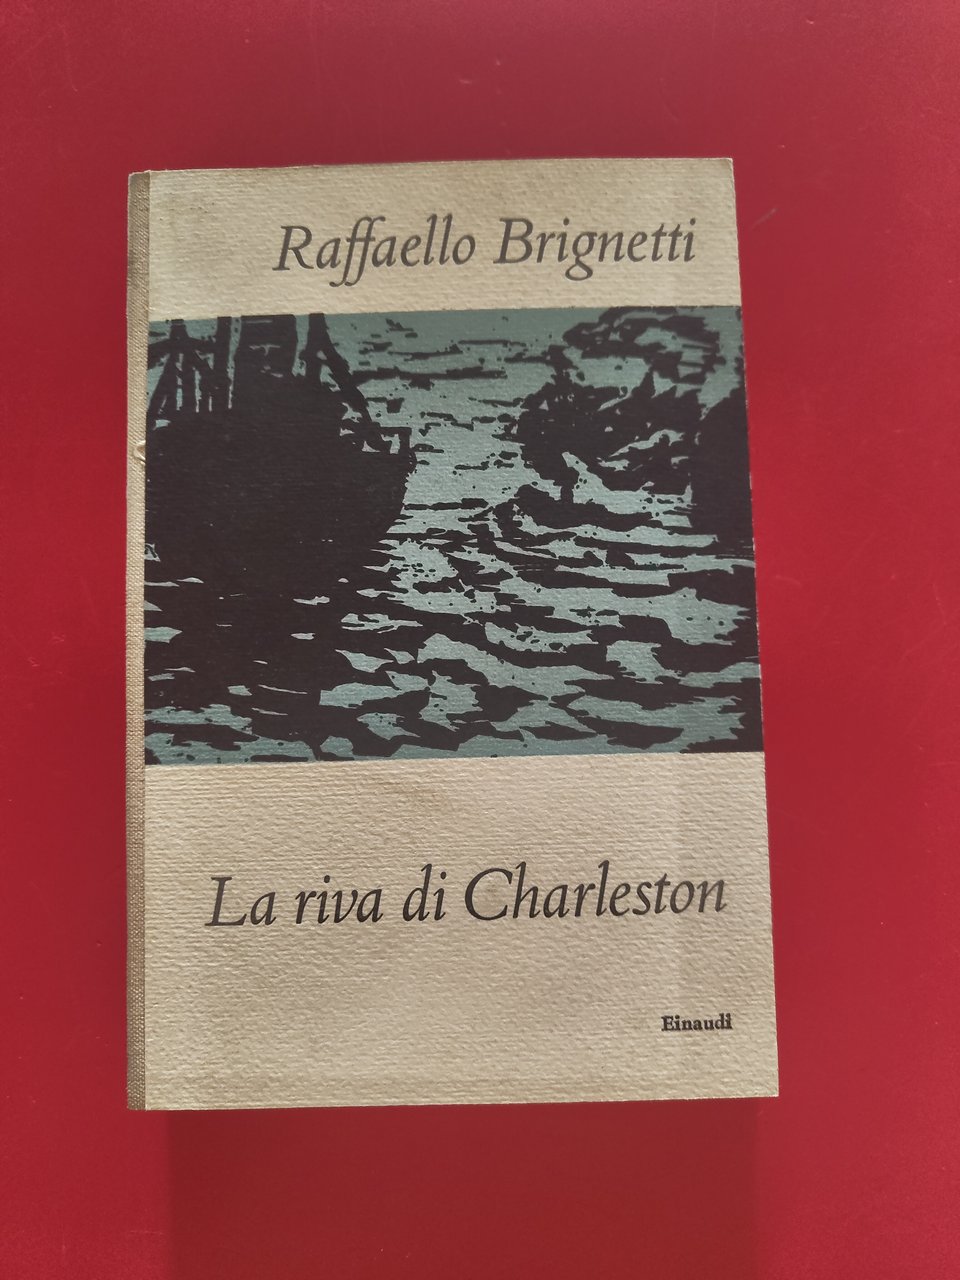 Raffaello Brignetti
La riva di Charleston
Einaudi